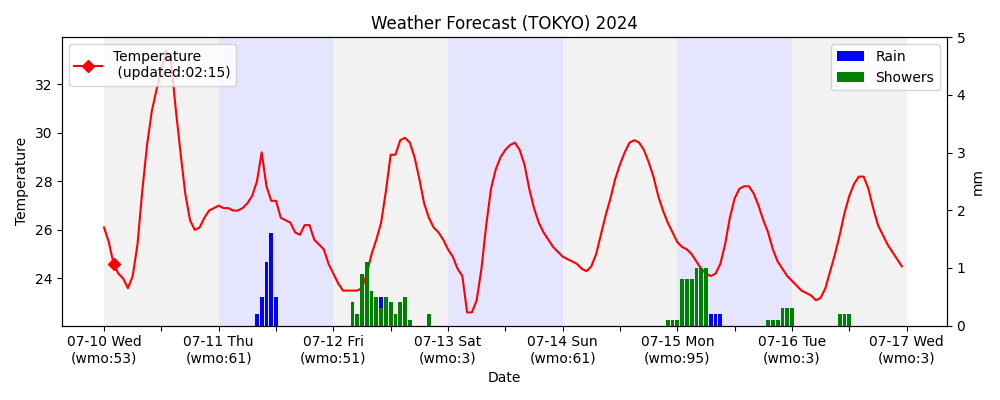 Weather Forecast (TOKYO) 2024
Temperature
(updated:02:15)
Rain
Showers
Temperature
32
30
28
26
24
5
4
3
2
1
0
mm
07-10 Wed
(wmo:53)
07-11 Thu
(wmo:61)
07-12 Fri
(wmo:51)
07-13 Sat
(wmo:3)
07-14 Sun
(wmo:61)
07-15 Mon
(wmo:95)
07-16 Tue
(wmo:3)
07-17 Wed
(wmo:3)
Date